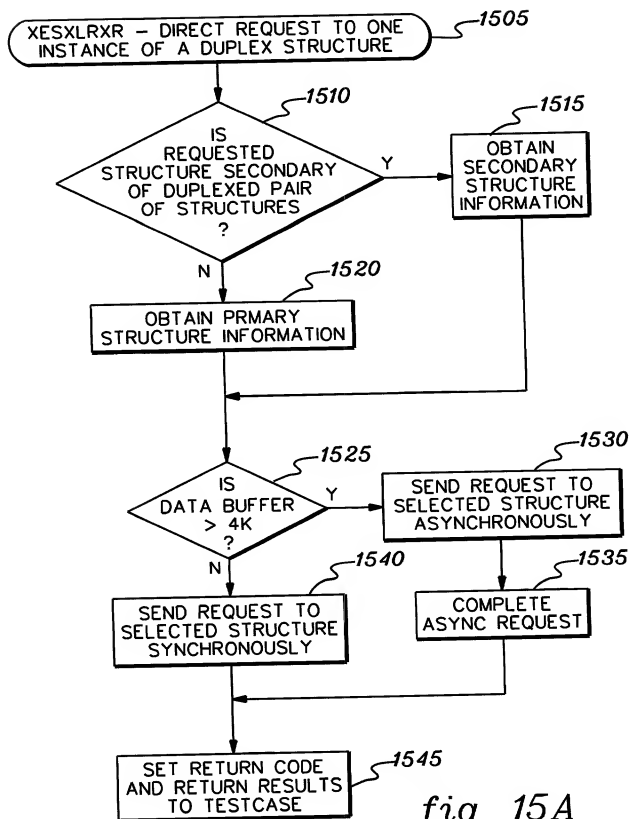 XESXLRXR – DIRECT REQUEST TO ONE
INSTANCE OF A DUPLEX STRUCTURE
1505
1510
IS
REQUESTED
STRUCTURE SECONDARY
OF DUPLEXED PAIR
OF STRUCTURES
?
Y
N
1515
OBTAIN
SECONDARY
STRUCTURE
INFORMATION
1520
OBTAIN PRMARY
STRUCTURE INFORMATION
1525
IS
DATA BUFFER
> 4K
?
Y
N
1530
SEND REQUEST TO
SELECTED STRUCTURE
ASYNCHRONOUSLY
1535
COMPLETE
ASYNC REQUEST
1540
SEND REQUEST TO
SELECTED STRUCTURE
SYNCHRONOUSLY
1545
SET RETURN CODE
AND RETURN RESULTS
TO TESTCASE
fig. 15A